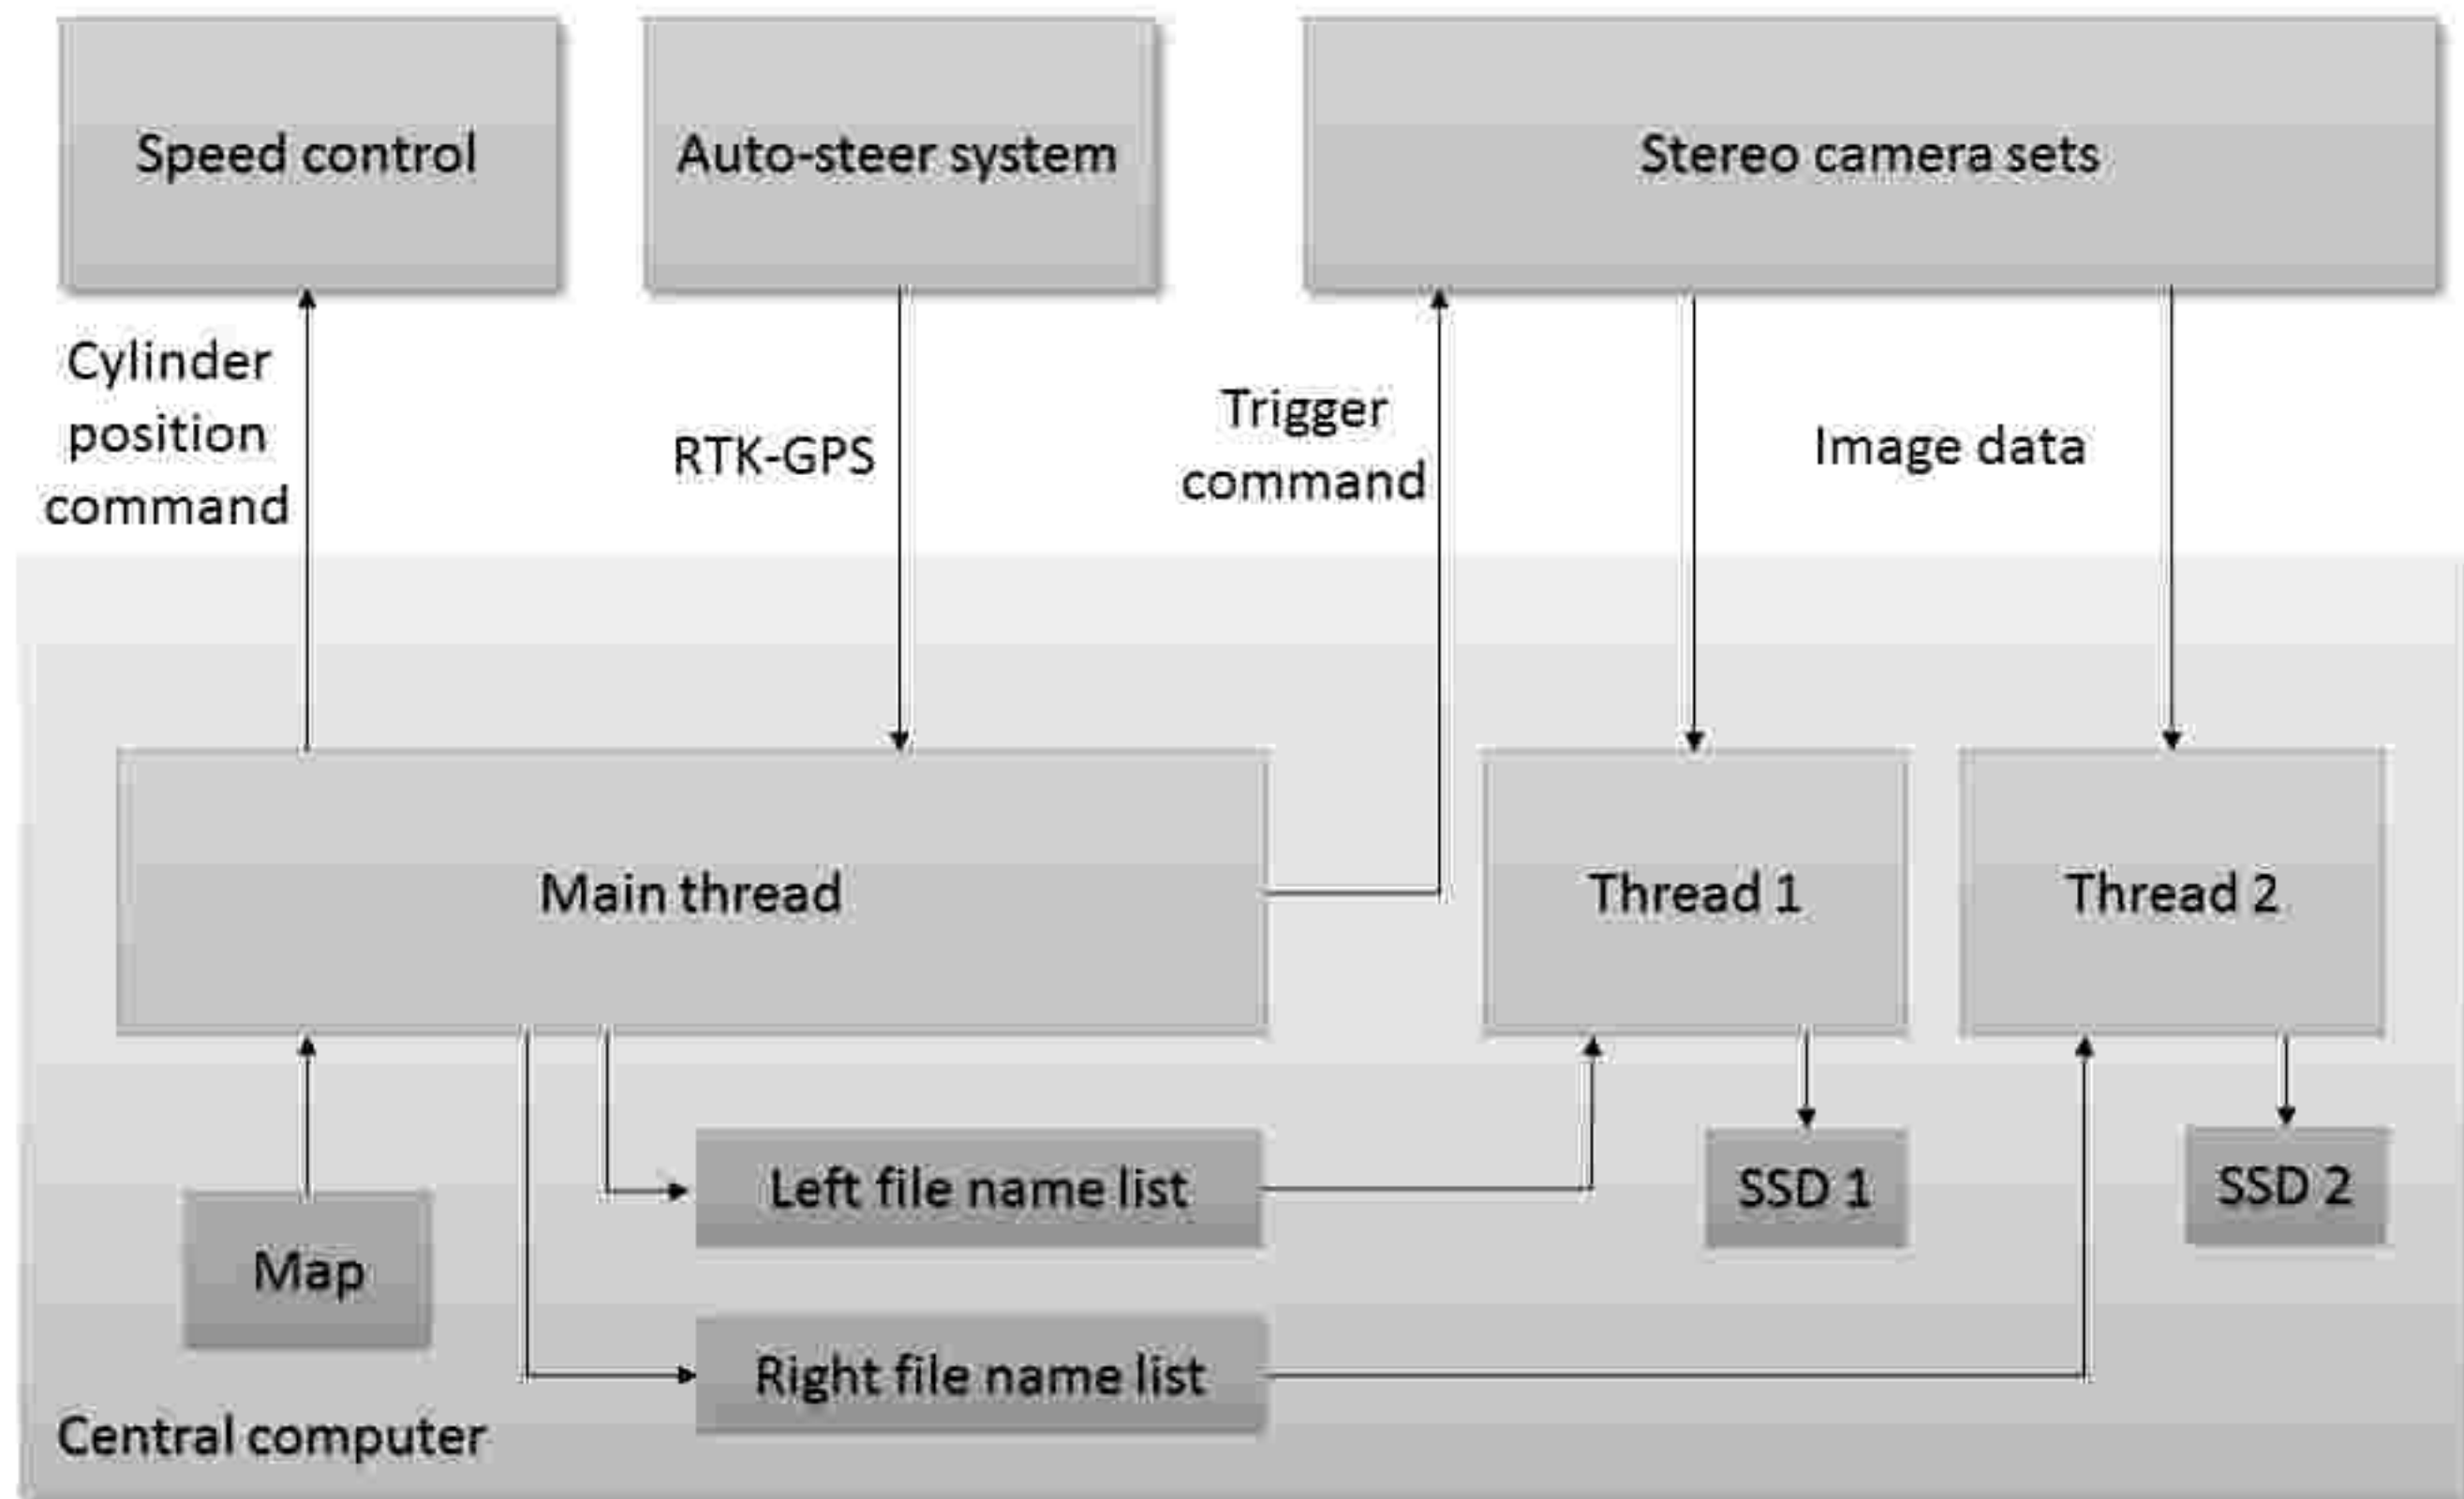 Speed control
Auto-steer system
Stereo camera sets
Cylinder
position
command
RTK-GPS
Trigger
command
Image data
Main thread
Thread 1
Thread 2
Left file name list
SSD 1
SSD 2
Map
Right file name list
Central computer